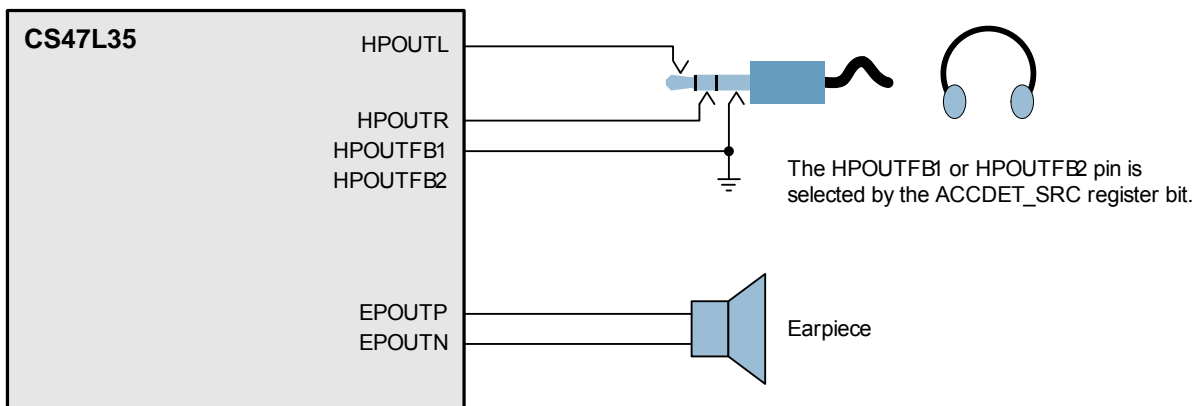 CS47L35
HPOUTL
HPOUTR
HPOUTFB1
HPOUTFB2
The HPOUTFB1 or HPOUTFB2 pin is
selected by the ACCDET_SRC register bit.
EPOUTP
EPOUTN
Earpiece